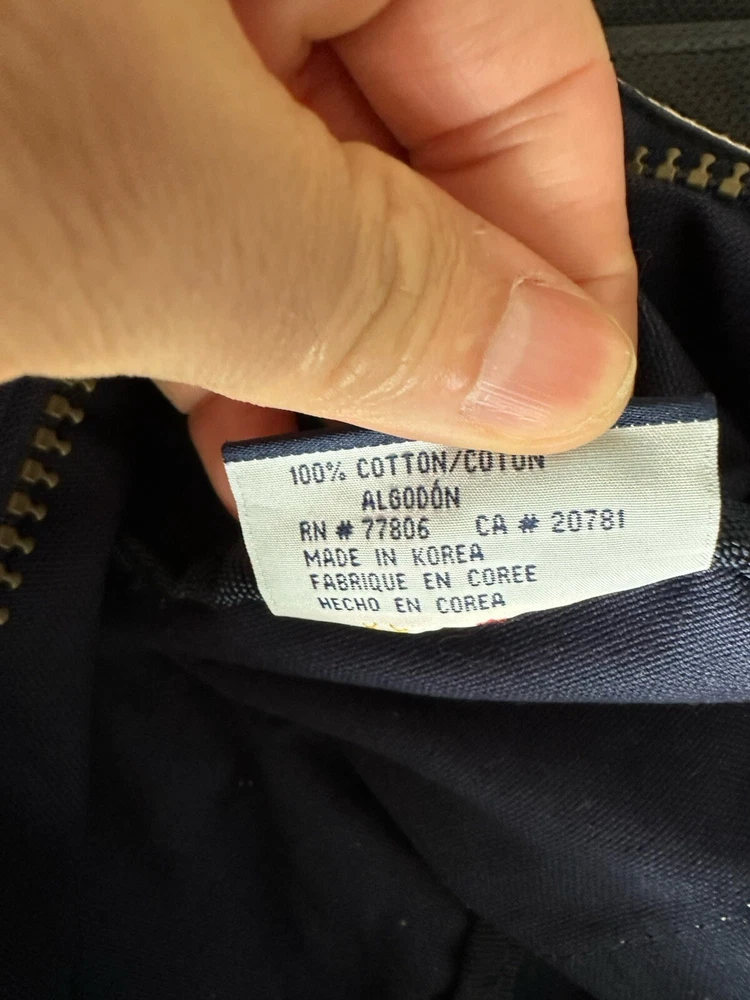 100% COTTON/COTON
ALGODÓN
RN # 77806 CA # 20781
MADE IN KOREA
FABRIQUE EN COREE
HECHO EN COREA